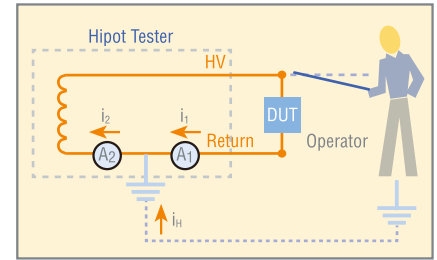 Hipot Tester
HV
i2 i1
DUT
A2 A1 Return Operator
iH